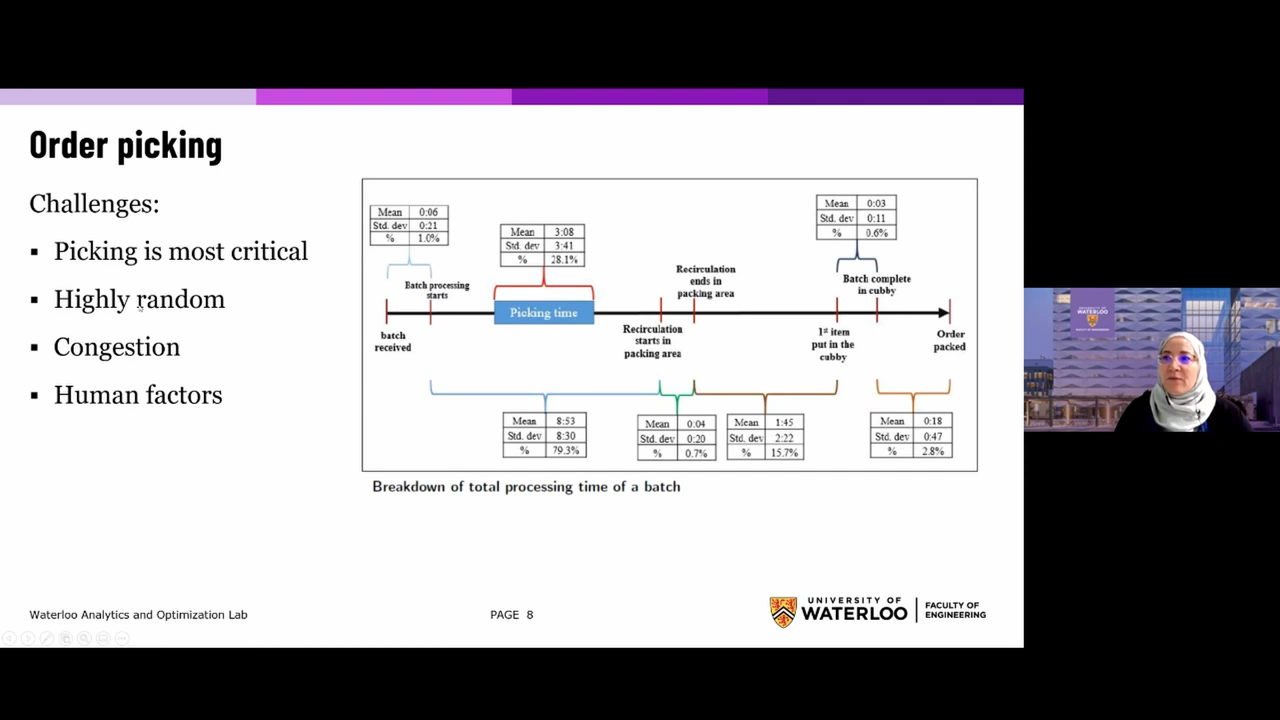 Order picking
Challenges:
▪ Picking is most critical
▪ Highly random
▪ Congestion
▪ Human factors
Mean 0:06
Std. dev 0:21
% 1.0%
Mean 3:08
Std. dev 3:41
% 28.1%
Mean 0:03
Std. dev 0:11
% 0.6%
Batch processing
starts
Recirculation
ends in
packing area
Batch complete
in cubby
Picking time
batch
received
Recirculation
starts in
packing area
1st item
put in the
cubby
Order
packed
Mean 8:53
Std. dev 8:30
% 79.3%
Mean 0:04
Std. dev 0:20
% 0.7%
Mean 1:45
Std. dev 2:22
% 15.7%
Mean 0:18
Std. dev 0:47
% 2.8%
Breakdown of total processing time of a batch
Waterloo Analytics and Optimization Lab
PAGE 8
UNIVERSITY OF
WATERLOO
FACULTY OF
ENGINEERING
UNIVERSITY OF
WATERLOO
FACULTY OF
ENGINEERING